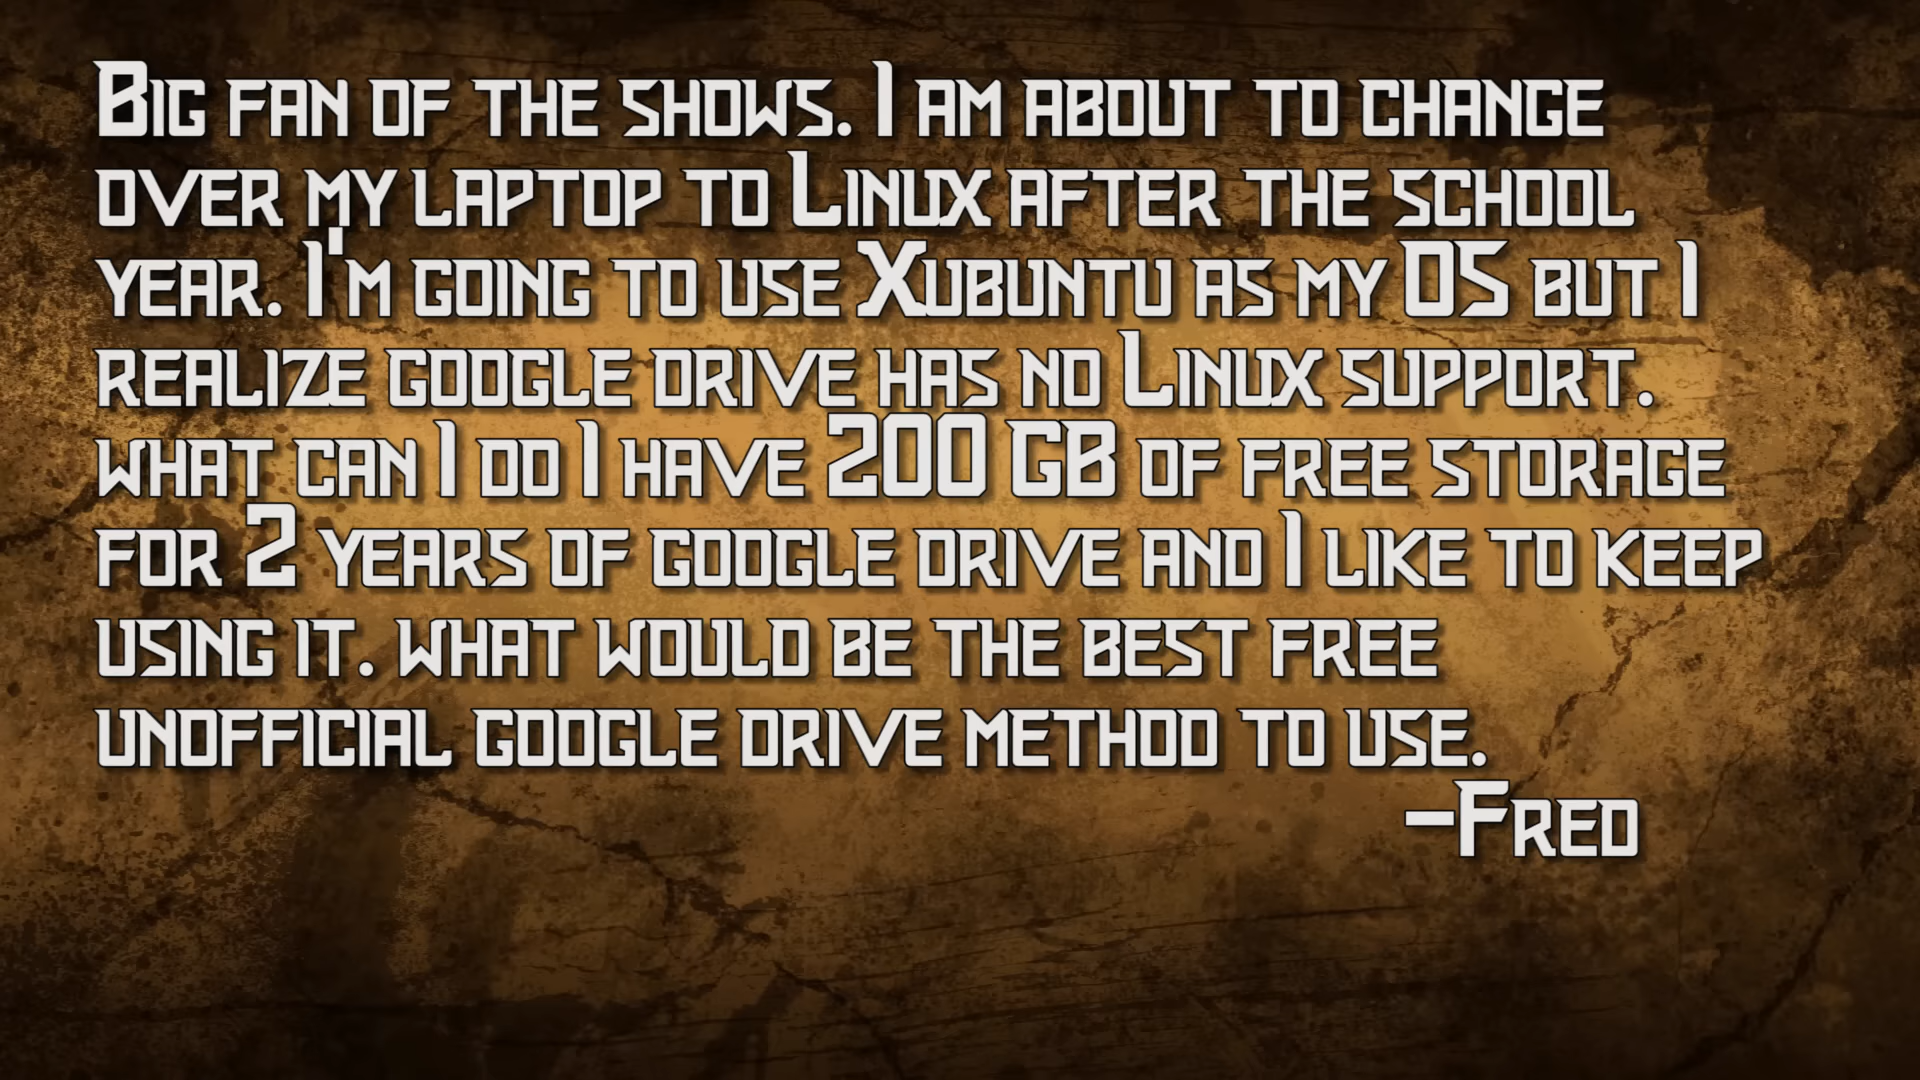 Big fan of the shows. I am about to change
over my laptop to Linux after the school
year. I'm going to use Xubuntu as my OS but I
realize google drive has no Linux support.
what can I do I have 200 GB of free storage
for 2 years of google drive and I like to keep
using it. what would be the best free
unofficial google drive method to use.
-Fred